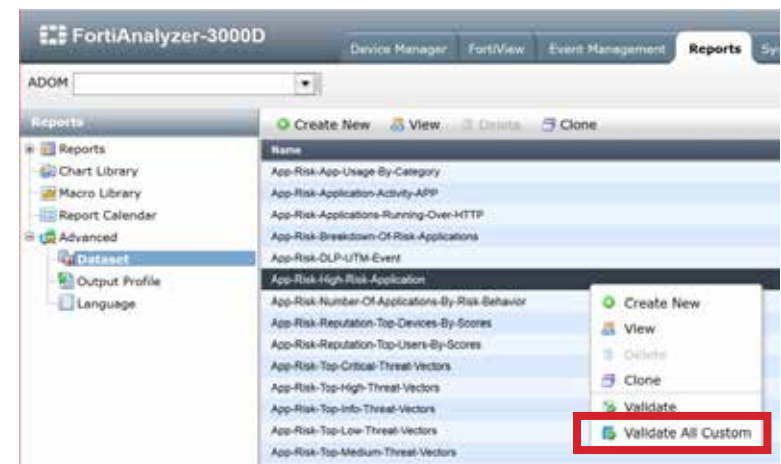 FortiAnalyzer-3000D
Device Manager FortiView Event Management Reports Sy
ADOM
Reports
Create New View Delete Clone
Reports
Chart Library
Macro Library
Report Calendar
Advanced
Dataset
Output Profile
Language
Name
App-Risk-App-Usage-By-Category
App-Risk-Application-Activity-APP
App-Risk-Applications-Running-Over-HTTP
App-Risk-Breakdown-Of-Risk-Applications
App-Risk-DLP-UTM-Event
App-Risk-High-Risk-Application
App-Risk-Number-Of-Applications-By-Risk-Behavior
App-Risk-Reputation-Top-Devices-By-Scores
App-Risk-Reputation-Top-Users-By-Scores
App-Risk-Top-Critical-Threat-Vectors
App-Risk-Top-High-Threat-Vectors
App-Risk-Top-Info-Threat-Vectors
App-Risk-Top-Low-Threat-Vectors
App-Risk-Top-Medium-Threat-Vectors
Create New
View
Delete
Clone
Validate
Validate All Custom